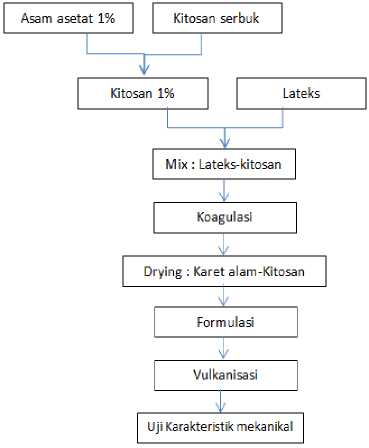 Asam asetat 1%
Kitosan serbuk
Kitosan 1%
Lateks
Mix : Lateks-kitosan
Koagulasi
Drying : Karet alam-Kitosan
Formulasi
Vulkanisasi
Uji Karakteristik mekanikal